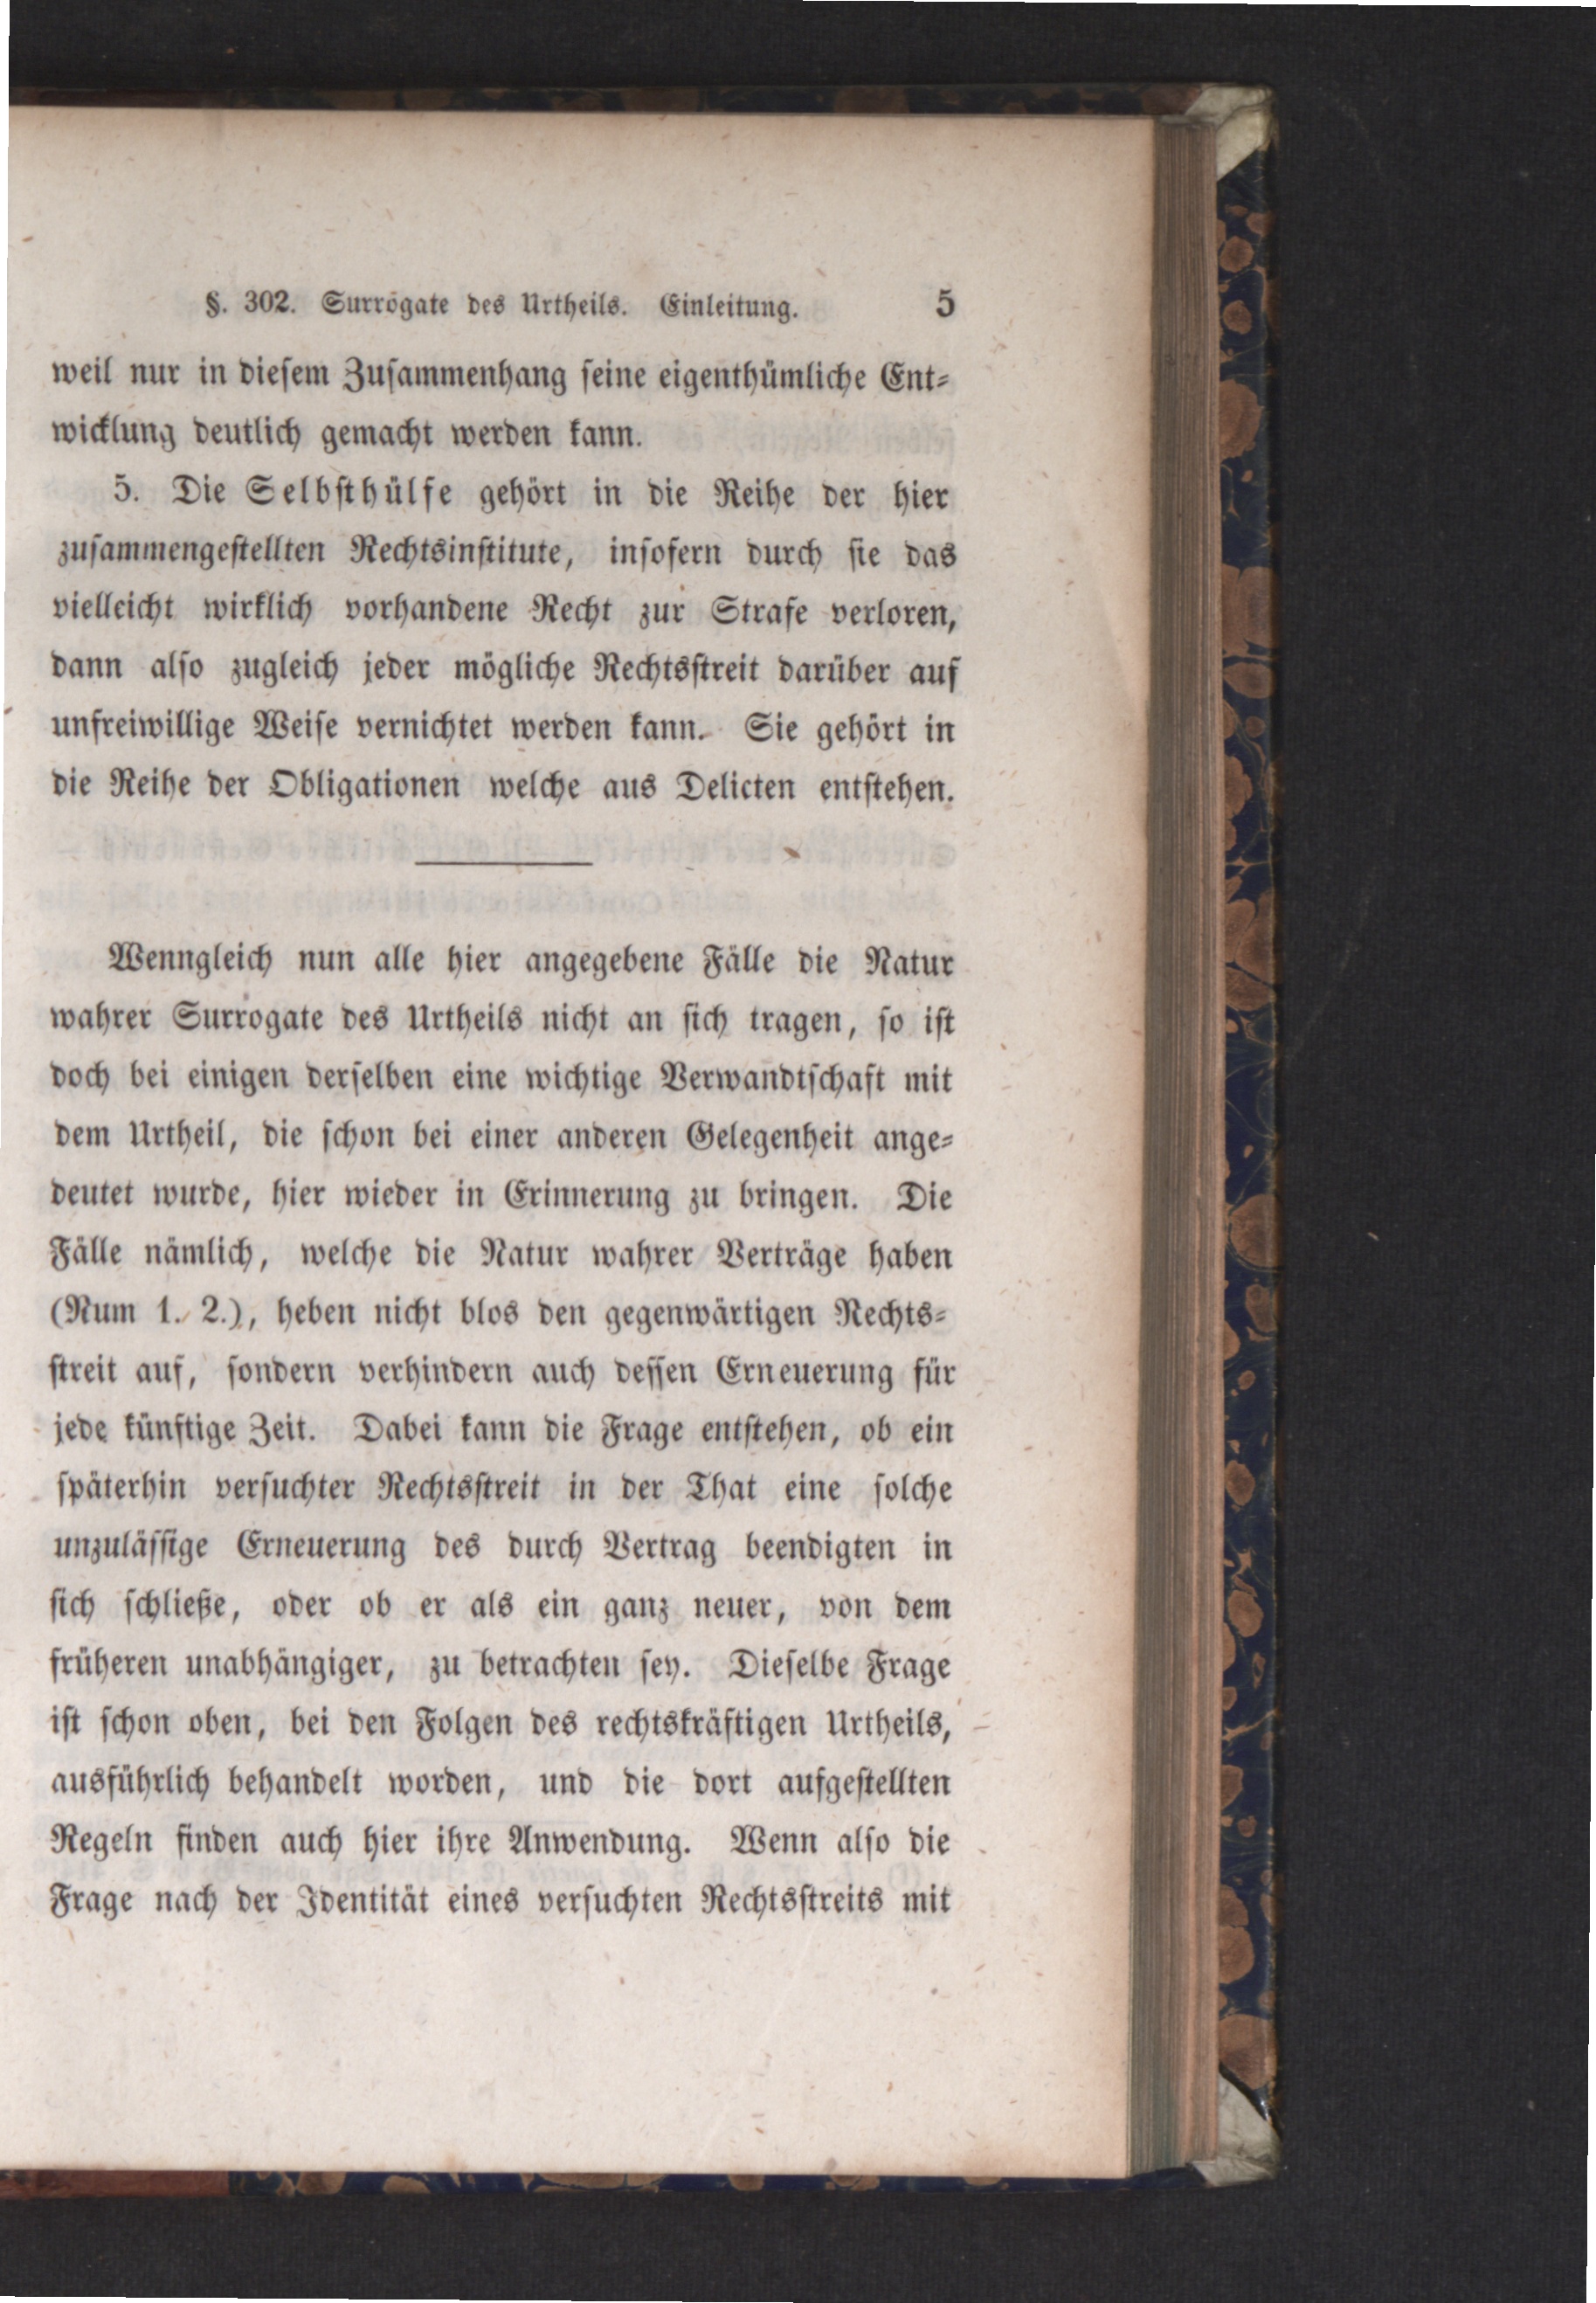 §. 302. Surrogate des Urtheils. Einleitung. 5
weil nur in diesem Zusammenhang seine eigenthümliche Ent-
wicklung deutlich gemacht werden kann.
5. Die Selbsthülfe gehört in die Reihe der hier
zusammengestellten Rechtsinstitute, insofern durch sie das
vielleicht wirklich vorhandene Recht zur Strafe verloren,
dann also zugleich jeder mögliche Rechtsstreit darüber auf
unfreiwillige Weise vernichtet werden kann. Sie gehört in
die Reihe der Obligationen welche aus Delicten entstehen.
Wenngleich nun alle hier angegebene Fälle die Natur
wahrer Surrogate des Urtheils nicht an sich tragen, so ist
doch bei einigen derselben eine wichtige Verwandtschaft mit
dem Urtheil, die schon bei einer anderen Gelegenheit ange-
deutet wurde, hier wieder in Erinnerung zu bringen. Die
Fälle nämlich, welche die Natur wahrer Verträge haben
(Num 1. 2.), heben nicht blos den gegenwärtigen Rechts-
streit auf, sondern verhindern auch dessen Erneuerung für
jede künftige Zeit. Dabei kann die Frage entstehen, ob ein
späterhin versuchter Rechtsstreit in der That eine solche
unzulässige Erneuerung des durch Vertrag beendigten in
sich schließe, oder ob er als ein ganz neuer, von dem
früheren unabhängiger, zu betrachten sey. Dieselbe Frage
ist schon oben, bei den Folgen des rechtskräftigen Urtheils,
ausführlich behandelt worden, und die dort aufgestellten
Regeln finden auch hier ihre Anwendung. Wenn also die
Frage nach der Identität eines versuchten Rechtsstreits mit